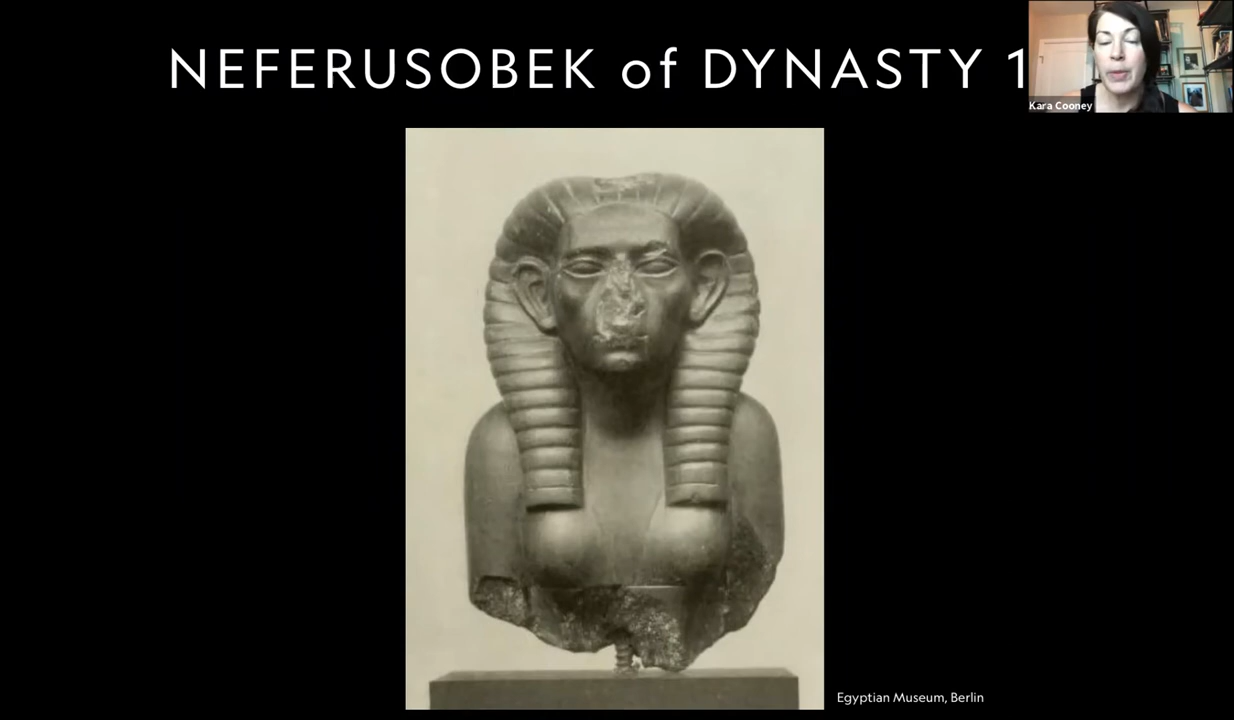 NEFERUSOBEK of DYNASTY 1
Kara Cooney
Egyptian Museum, Berlin